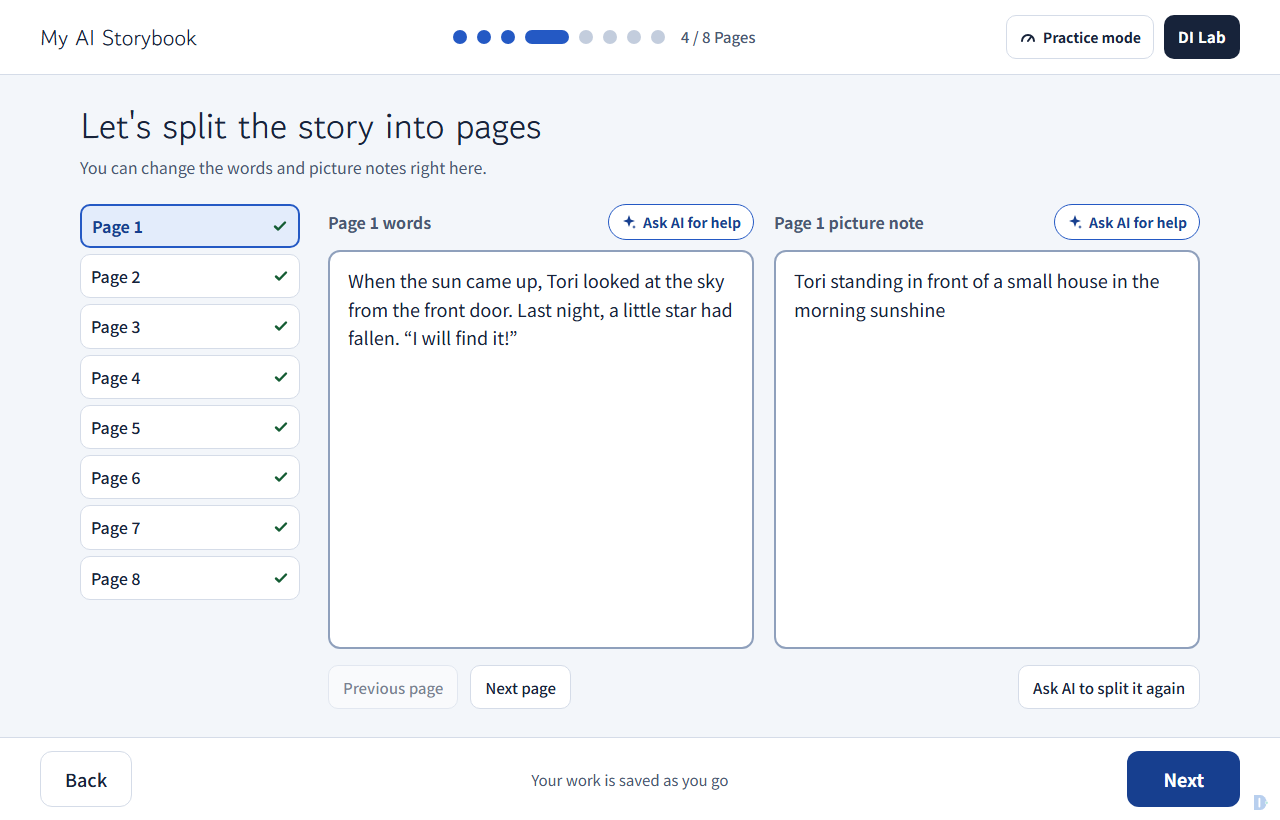 My AI Storybook
4 / 8 Pages
Practice mode
DI Lab
Let's split the story into pages
You can change the words and picture notes right here.
Page 1
Page 2
Page 3
Page 4
Page 5
Page 6
Page 7
Page 8
Page 1 words
Ask AI for help
When the sun came up, Tori looked at the sky
from the front door. Last night, a little star had
fallen. “I will find it!”
Page 1 picture note
Ask AI for help
Tori standing in front of a small house in the
morning sunshine
Previous page
Next page
Ask AI to split it again
Back
Your work is saved as you go
Next